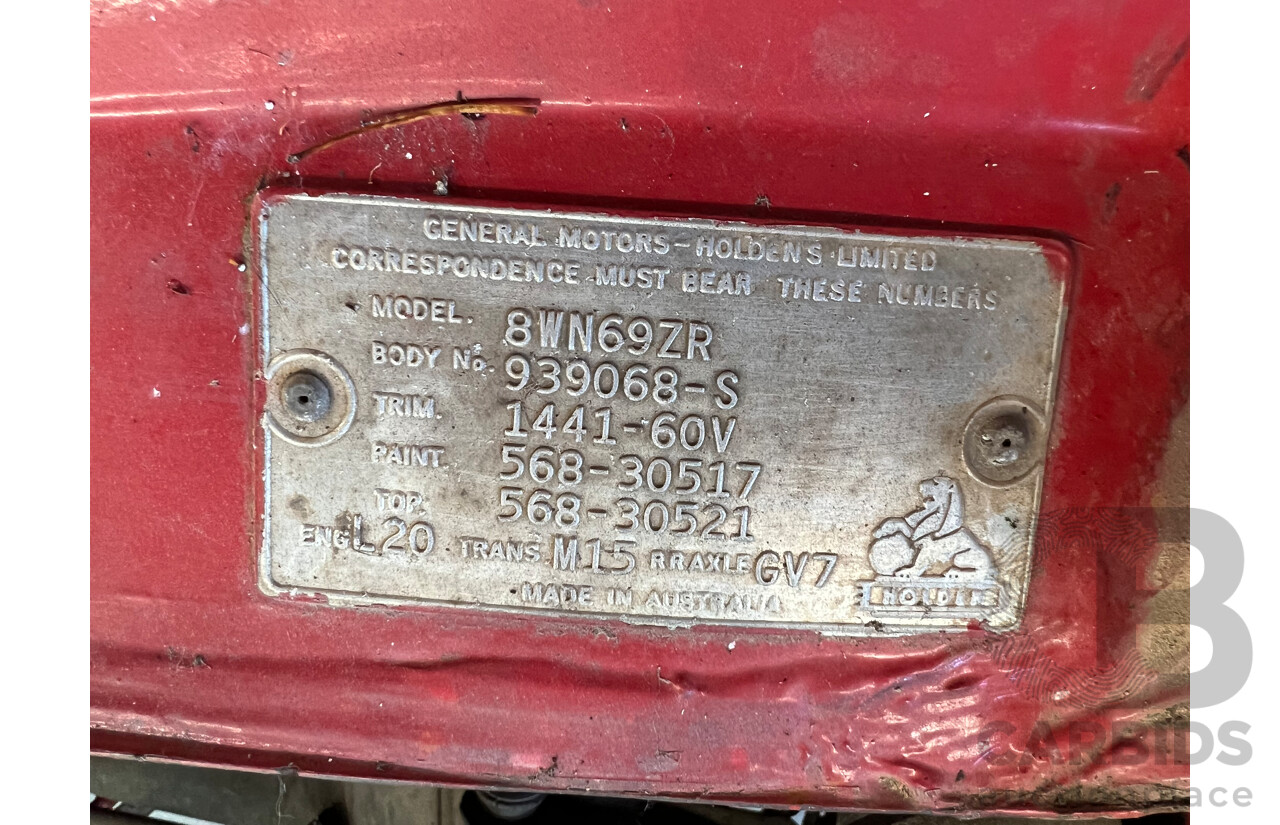 GENERAL MOTORS-HOLDEN'S LIMITED
CORRESPONDENCE MUST BEAR THESE NUMBERS
MODEL. 8WN69ZR
BODY No. 939068-S
TRIM. 1441-60V
PAINT. 568-30517
TOP. 568-30521
ENG L20 TRANS. M15 RR AXLE GV7
MADE IN AUSTRALIA
HOLDEN
CARBIDS